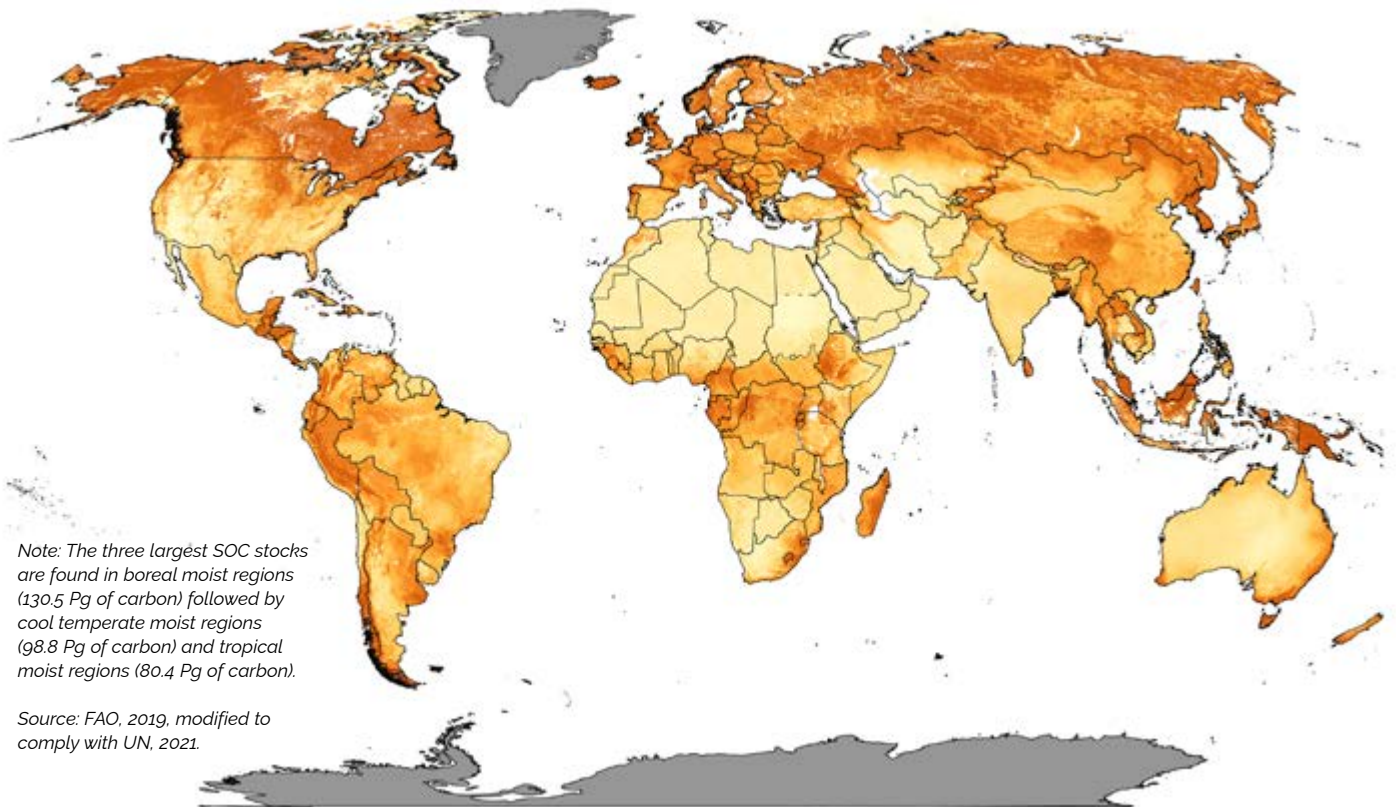 Note: The three largest SOC stocks
are found in boreal moist regions
(130.5 Pg of carbon) followed by
cool temperate moist regions
(98.8 Pg of carbon) and tropical
moist regions (80.4 Pg of carbon).
Source: FAO, 2019, modified to
comply with UN, 2021.